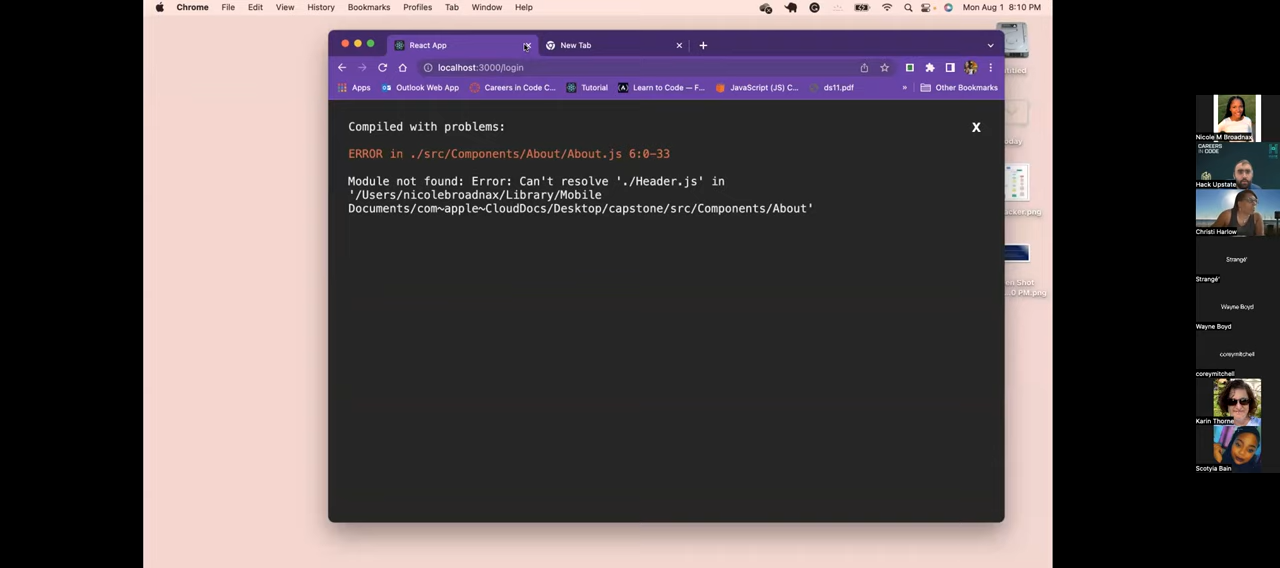 Chrome File Edit View History Bookmarks Profiles Tab Window Help
Mon Aug 1 8:10 PM
React App
New Tab
localhost:3000/login
Apps
Outlook Web App
Careers in Code C...
Tutorial
Learn to Code — F...
JavaScript (JS) C...
ds11.pdf
»
Other Bookmarks
Compiled with problems:
X
ERROR in ./src/Components/About/About.js 6:0-33
Module not found: Error: Can't resolve './Header.js' in
'/Users/nicolebroadnax/Library/Mobile
Documents/com~apple~CloudDocs/Desktop/capstone/src/Components/About'
Nicole M Broadnax
CAREERS
IN CODE
Hack Upstate
Christi Harlow
Strangé'
Strangé'
Wayne Boyd
Wayne Boyd
coreymitchell
coreymitchell
Karin Thorne
Scotyia Bain